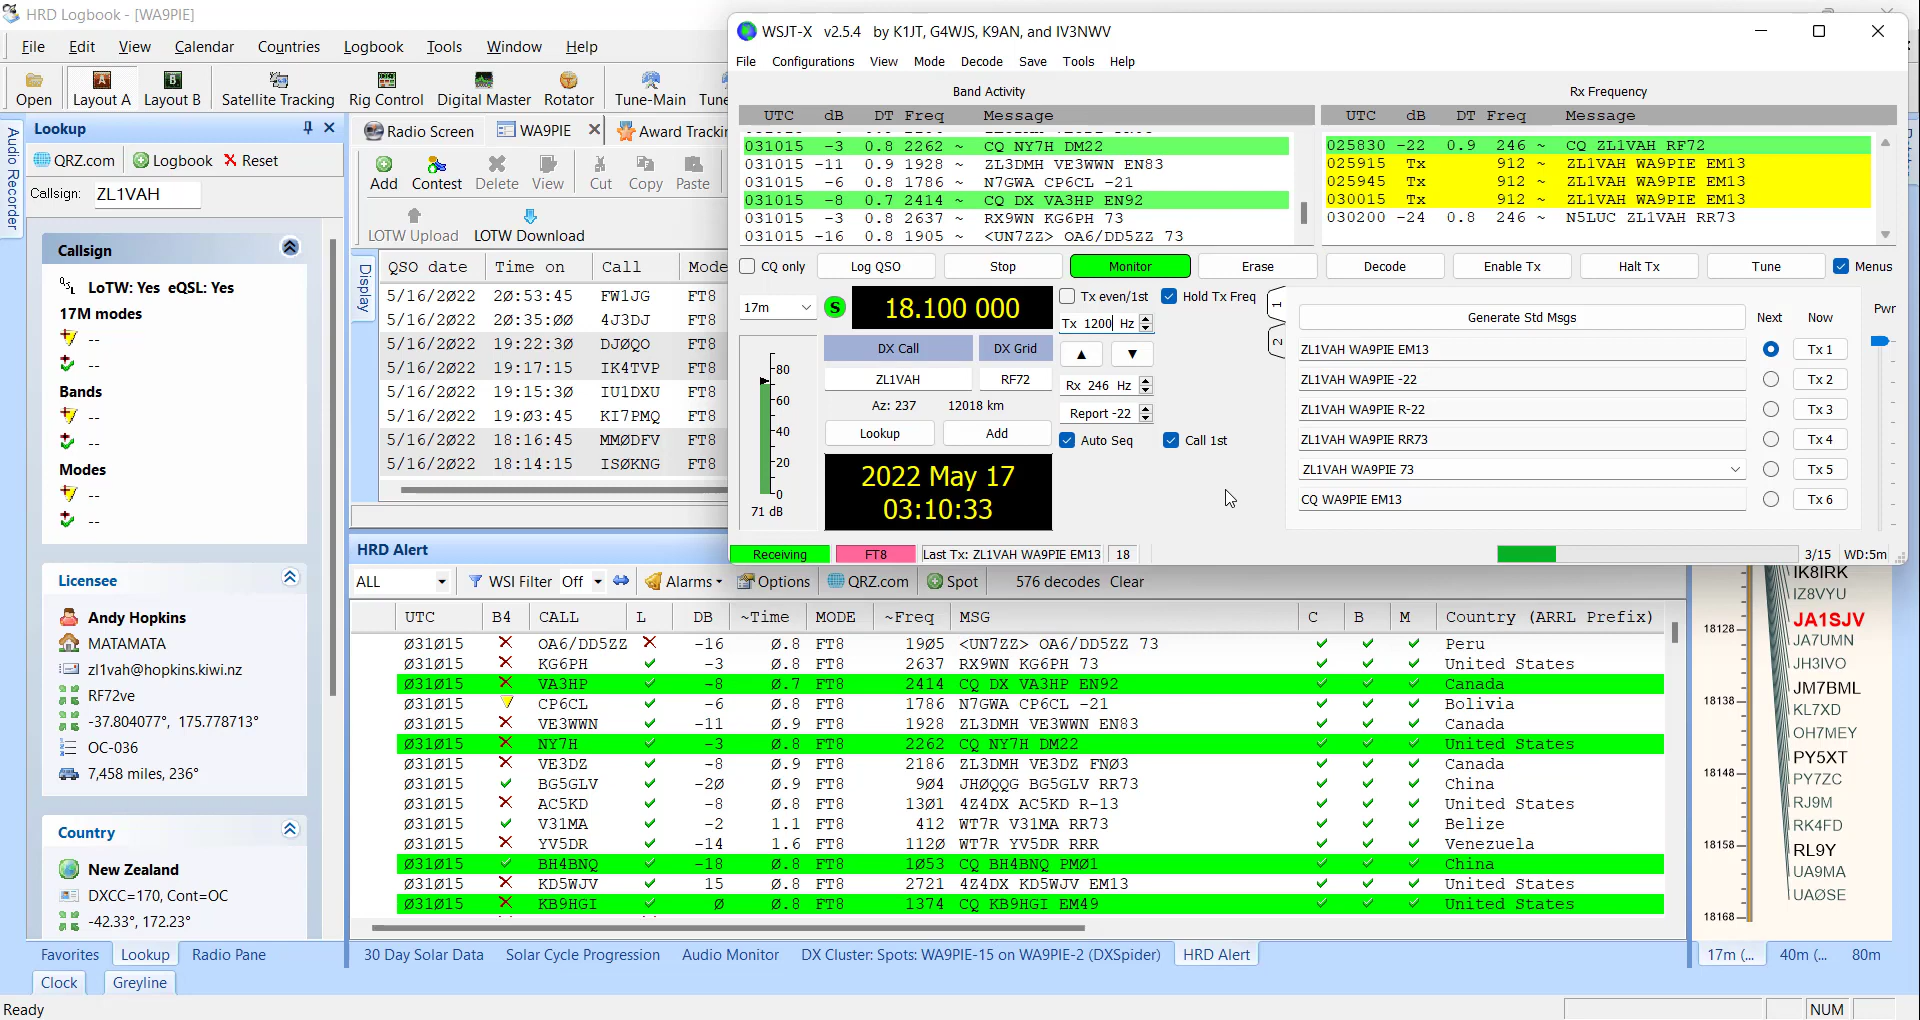 HRD Logbook - [WA9PIE]
File Edit View Calendar Countries Logbook Tools Window Help
Open Layout A Layout B Satellite Tracking Rig Control Digital Master Rotator Tune-Main
Audio Recorder
Lookup
QRZ.com Logbook Reset
Callsign: ZL1VAH
Callsign
LoTW: Yes eQSL: Yes
17M modes
--
--
Bands
--
--
Modes
--
--
Licensee
Andy Hopkins
MATAMATA
zl1vah@hopkins.kiwi.nz
RF72ve
-37.804077°, 175.778713°
OC-036
7,458 miles, 236°
Country
New Zealand
DXCC=170, Cont=OC
-42.33°, 172.23°
Favorites Lookup Radio Pane
Clock Greyline
Ready
Radio Screen WA9PIE Award Trackin
Add Contest Delete View Cut Copy Paste
LOTW Upload LOTW Download
Display
QSO date Time on Call Mode
5/16/2022 20:53:45 FW1JG FT8
5/16/2022 20:35:00 4J3DJ FT8
5/16/2022 19:22:30 DJ0QO FT8
5/16/2022 19:17:15 IK4TVP FT8
5/16/2022 19:15:30 IU1DXU FT8
5/16/2022 19:03:45 KI7PMQ FT8
5/16/2022 18:16:45 MM0DFV FT8
5/16/2022 18:14:15 IS0KNG FT8
WSJT-X v2.5.4 by K1JT, G4WJS, K9AN, and IV3NWV
File Configurations View Mode Decode Save Tools Help
Band Activity
UTC dB DT Freq Message
031015 -3 0.8 2262 ~ CQ NY7H DM22
031015 -11 0.9 1928 ~ ZL3DMH VE3WWN EN83
031015 -6 0.8 1786 ~ N7GWA CP6CL -21
031015 -8 0.7 2414 ~ CQ DX VA3HP EN92
031015 -3 0.8 2637 ~ RX9WN KG6PH 73
031015 -16 0.8 1905 ~ <UN7ZZ> OA6/DD5ZZ 73
Rx Frequency
UTC dB DT Freq Message
025830 -22 0.9 246 ~ CQ ZL1VAH RF72
025915 Tx 912 ~ ZL1VAH WA9PIE EM13
025945 Tx 912 ~ ZL1VAH WA9PIE EM13
030015 Tx 912 ~ ZL1VAH WA9PIE EM13
030200 -24 0.8 246 ~ N5LUC ZL1VAH RR73
CQ only Log QSO Stop Monitor Erase Decode Enable Tx Halt Tx Tune Menus
17m S 18.100 000
Tx even/1st Hold Tx Freq
Tx 1200 Hz
DX Call DX Grid
ZL1VAH RF72
Rx 246 Hz
Az: 237 12018 km
Report -22
Lookup Add
Auto Seq Call 1st
2022 May 17
03:10:33
80
60
40
20
0
71 dB
1
2
Generate Std Msgs Next Now Pwr
ZL1VAH WA9PIE EM13 Tx 1
ZL1VAH WA9PIE -22 Tx 2
ZL1VAH WA9PIE R-22 Tx 3
ZL1VAH WA9PIE RR73 Tx 4
ZL1VAH WA9PIE 73 Tx 5
CQ WA9PIE EM13 Tx 6
Receiving FT8 Last Tx: ZL1VAH WA9PIE EM13 18 3/15 WD:5m
HRD Alert
ALL WSI Filter Off Alarms Options QRZ.com Spot 576 decodes Clear
UTC B4 CALL L DB ~Time MODE ~Freq MSG C B M Country (ARRL Prefix)
031015 OA6/DD5ZZ -16 0.8 FT8 1905 <UN7ZZ> OA6/DD5ZZ 73 Peru
031015 KG6PH -3 0.8 FT8 2637 RX9WN KG6PH 73 United States
031015 VA3HP -8 0.7 FT8 2414 CQ DX VA3HP EN92 Canada
031015 CP6CL -6 0.8 FT8 1786 N7GWA CP6CL -21 Bolivia
031015 VE3WWN -11 0.9 FT8 1928 ZL3DMH VE3WWN EN83 Canada
031015 NY7H -3 0.8 FT8 2262 CQ NY7H DM22 United States
031015 VE3DZ -8 0.9 FT8 2186 ZL3DMH VE3DZ FN03 Canada
031015 BG5GLV -20 0.9 FT8 904 JH0QQG BG5GLV RR73 China
031015 AC5KD -8 0.8 FT8 1301 4Z4DX AC5KD R-13 United States
031015 V31MA -2 1.1 FT8 412 WT7R V31MA RR73 Belize
031015 YV5DR -14 1.6 FT8 1120 WT7R YV5DR RRR Venezuela
031015 BH4BNQ -18 0.8 FT8 1053 CQ BH4BNQ PM01 China
031015 KD5WJV 15 0.8 FT8 2721 4Z4DX KD5WJV EM13 United States
031015 KB9HGI 0 0.8 FT8 1374 CQ KB9HGI EM49 United States
30 Day Solar Data Solar Cycle Progression Audio Monitor DX Cluster: Spots: WA9PIE-15 on WA9PIE-2 (DXSpider) HRD Alert
18128
18138
18148
18158
18168
IK8IRK
IZ8VYU
JA1SJV
JA7UMN
JH3IVO
JM7BML
KL7XD
OH7MEY
PY5XT
PY7ZC
RJ9M
RK4FD
RL9Y
UA9MA
UA0SE
17m (... 40m (... 80m
NUM